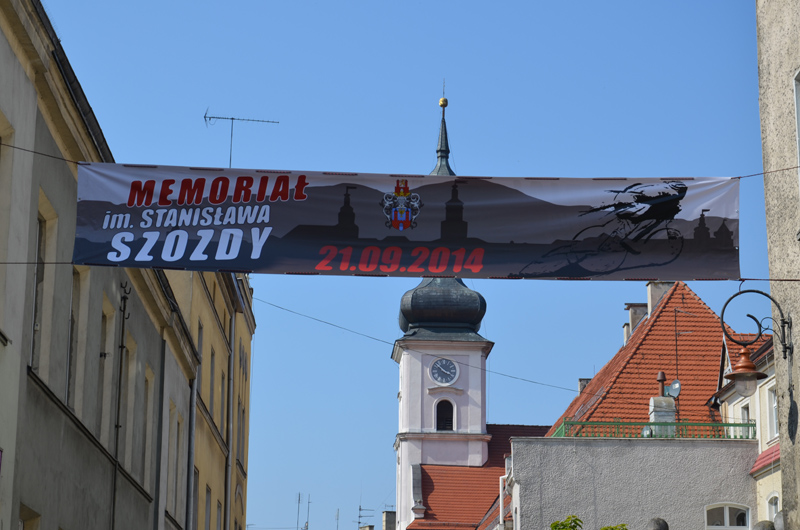 MEMORIAŁ
im. STANISŁAWA
SZOZDY
21.09.2014